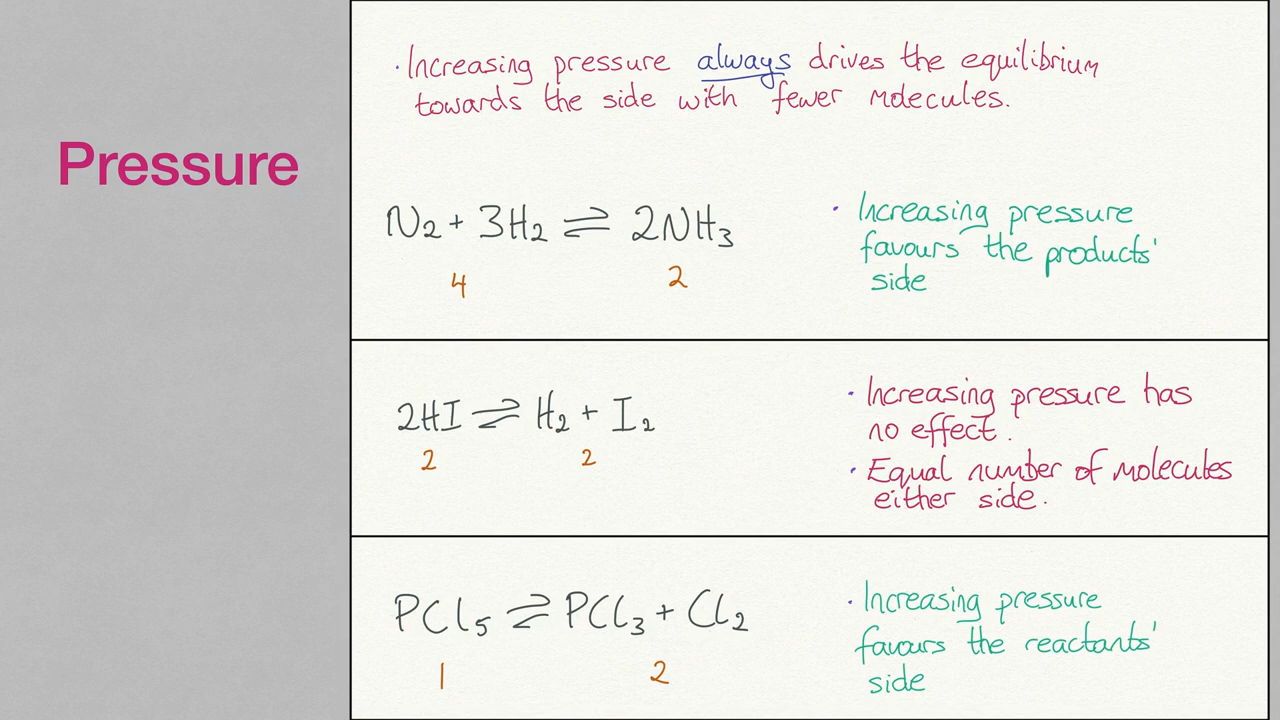 Pressure
· Increasing pressure always drives the equilibrium
towards the side with fewer molecules.
N₂ + 3H₂ ⇌ 2NH₃
4 2
· Increasing pressure
favours the products'
side
2HI ⇌ H₂ + I₂
2 2
· Increasing pressure has
no effect.
· Equal number of molecules
either side.
PCl₅ ⇌ PCl₃ + Cl₂
1 2
· Increasing pressure
favours the reactants'
side